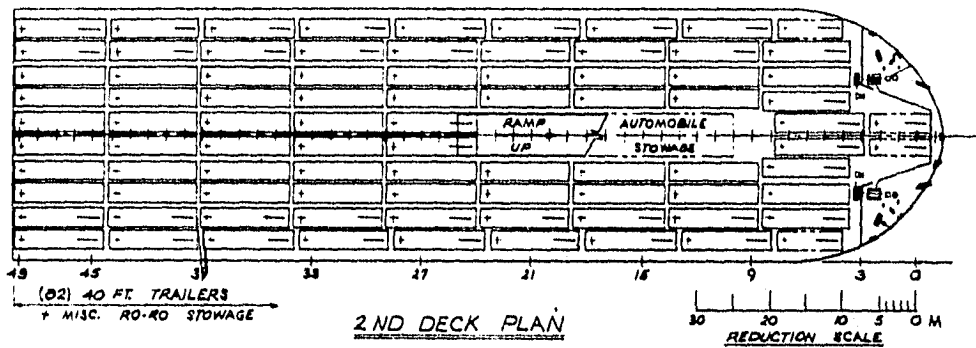 RAMP
UP
AUTOMOBILE
STOWAGE
49 45 39 33 27 21 15 9 3 0
(82) 40 FT. TRAILERS
+ MISC. RO-RO STOWAGE
2ND DECK PLAN
30 20 10 5 0 M
REDUCTION SCALE